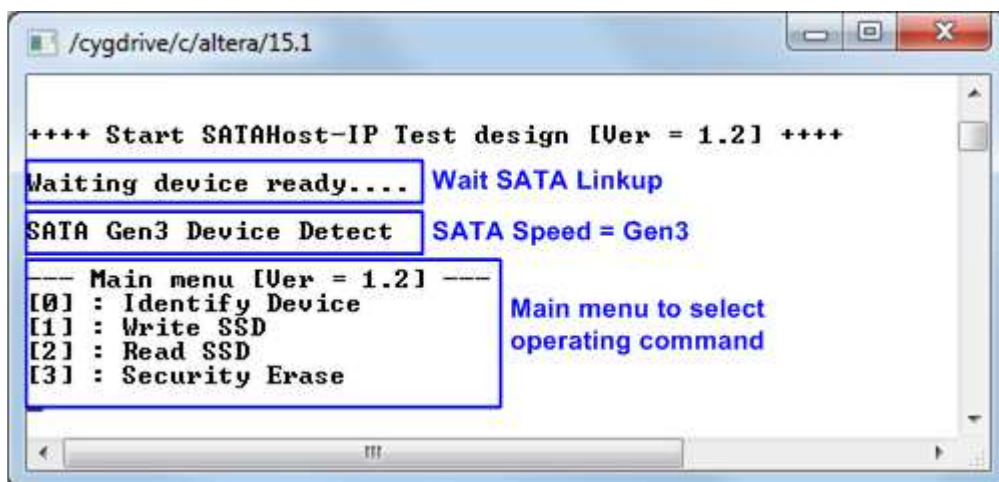 /cygdrive/c/altera/15.1
++++ Start SATAHost-IP Test design [Ver = 1.2] ++++
Waiting device ready.... Wait SATA Linkup
SATA Gen3 Device Detect SATA Speed = Gen3
--- Main menu [Ver = 1.2] ---
[0] : Identify Device
[1] : Write SSD
[2] : Read SSD
[3] : Security Erase
Main menu to select
operating command